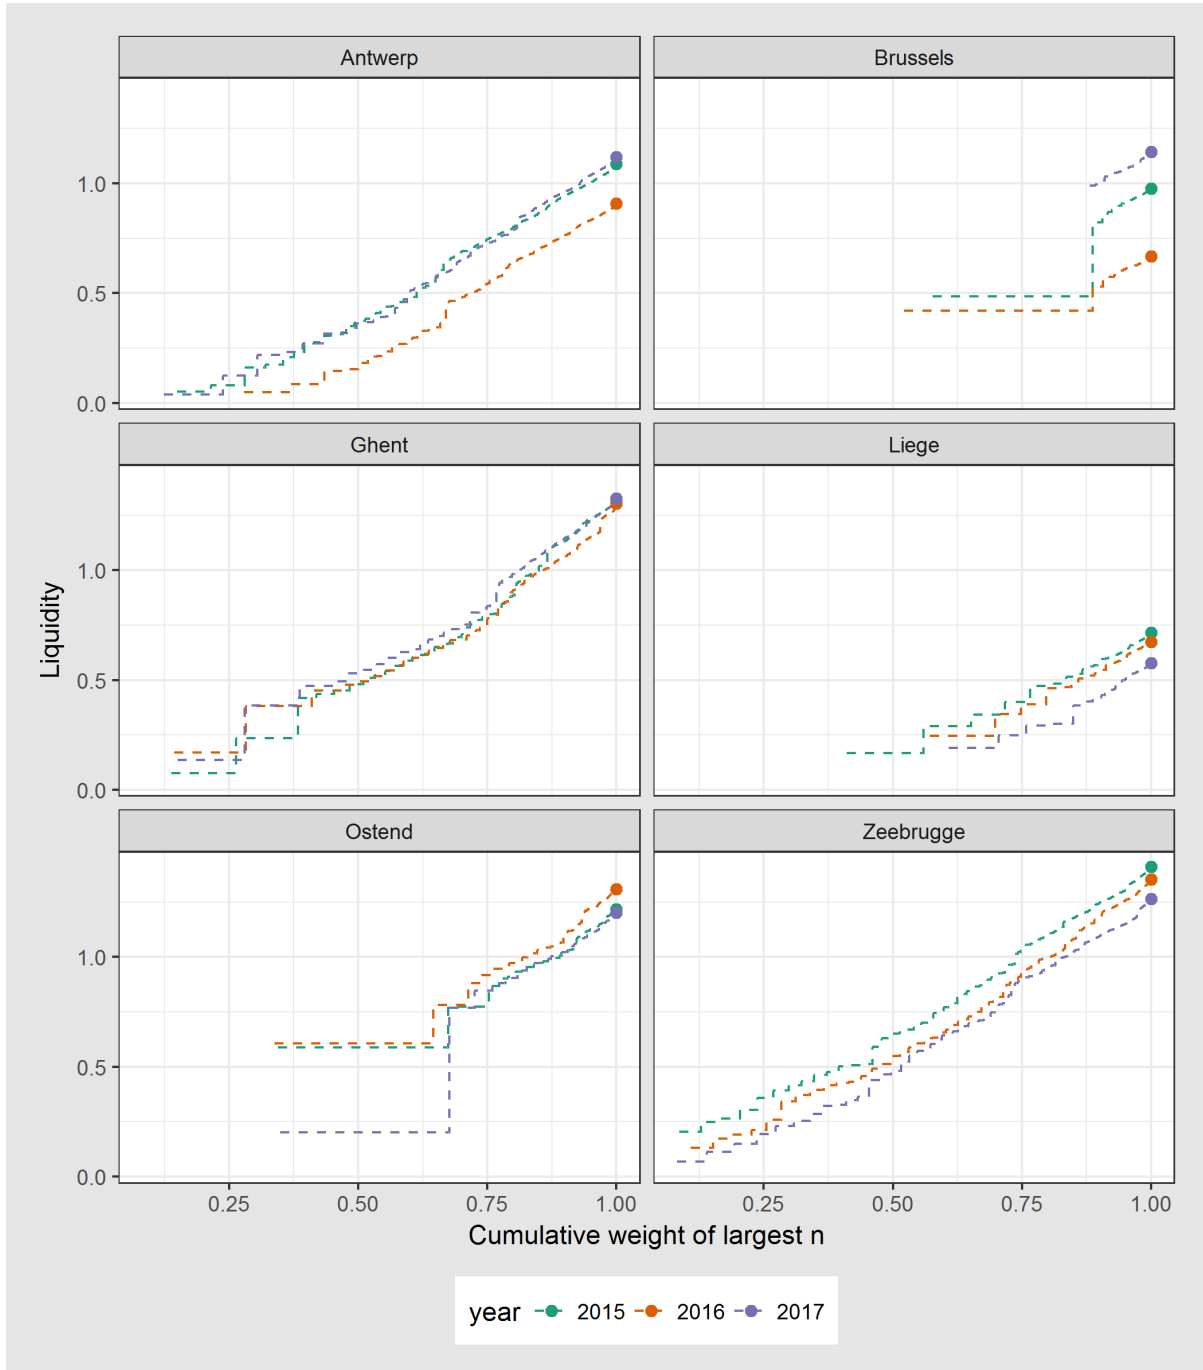 Antwerp
Brussels
1.0
0.5
0.0
Ghent
Liege
1.0
0.5
0.0
Liquidity
Ostend
Zeebrugge
1.0
0.5
0.0
0.25 0.50 0.75 1.00
0.25 0.50 0.75 1.00
Cumulative weight of largest n
year 2015 2016 2017